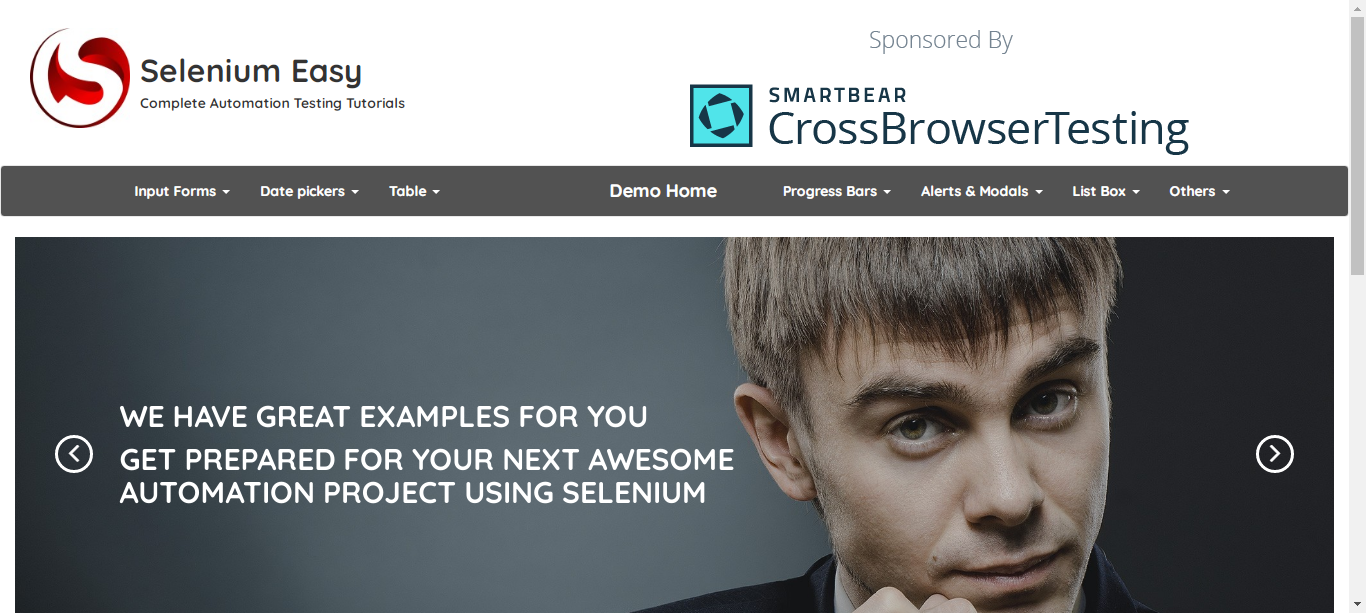 Selenium Easy
Complete Automation Testing Tutorials
Sponsored By
SMARTBEAR
CrossBrowserTesting
Input Forms Date pickers Table Demo Home Progress Bars Alerts & Modals List Box Others
WE HAVE GREAT EXAMPLES FOR YOU
GET PREPARED FOR YOUR NEXT AWESOME
AUTOMATION PROJECT USING SELENIUM